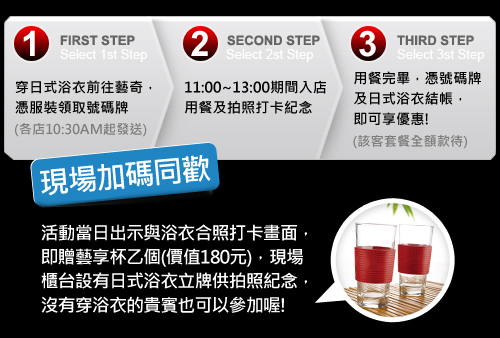 1
FIRST STEP
Select 1st Step
穿日式浴衣前往藝奇，
憑服裝領取號碼牌
(各店10:30AM起發送)
2
SECOND STEP
Select 2st Step
11:00~13:00期間入店
用餐及拍照打卡紀念
3
THIRD STEP
Select 3st Step
用餐完畢，憑號碼牌
及日式浴衣結帳，
即可享優惠!
(該客套餐全額款待)
現場加碼同歡
活動當日出示與浴衣合照打卡畫面，
即贈藝享杯乙個(價值180元)，現場
櫃台設有日式浴衣立牌供拍照紀念，
沒有穿浴衣的貴賓也可以參加喔!